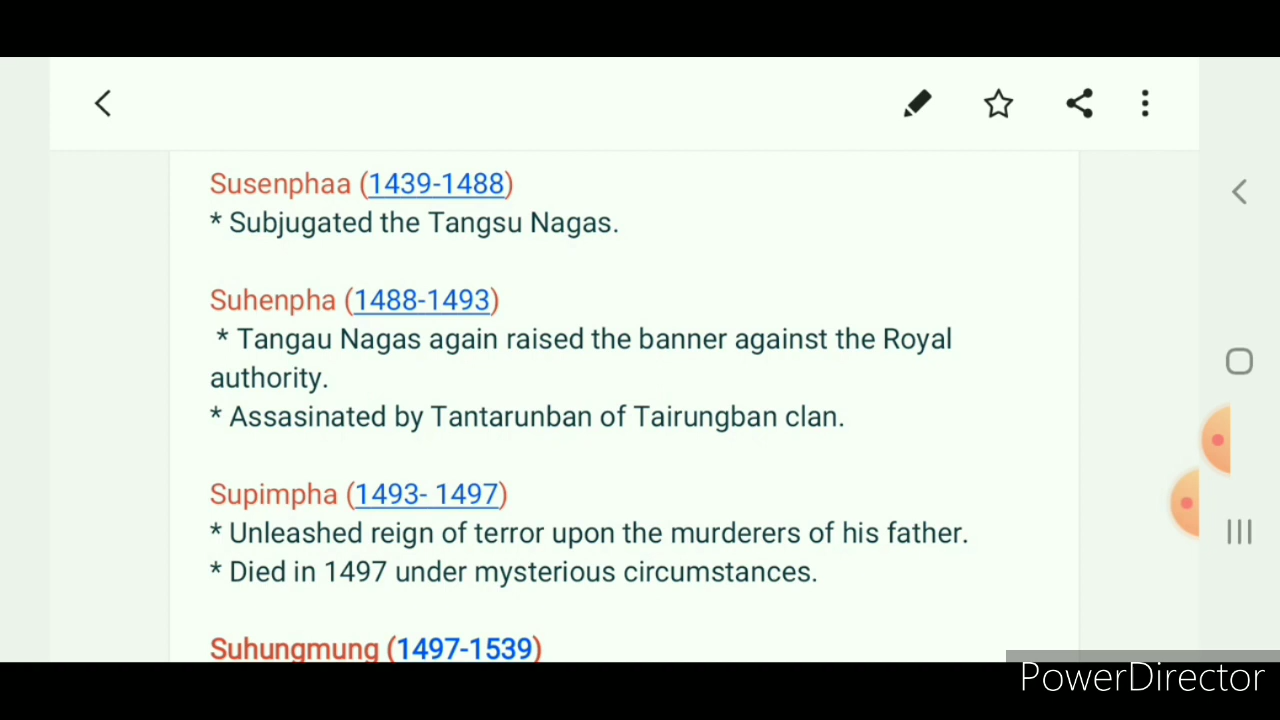 Susenphaa (1439-1488)
* Subjugated the Tangsu Nagas.
Suhenpha (1488-1493)
* Tangau Nagas again raised the banner against the Royal
authority.
* Assasinated by Tantarunban of Tairungban clan.
Supimpha (1493- 1497)
* Unleashed reign of terror upon the murderers of his father.
* Died in 1497 under mysterious circumstances.
Suhungmung (1497-1539)
PowerDirector